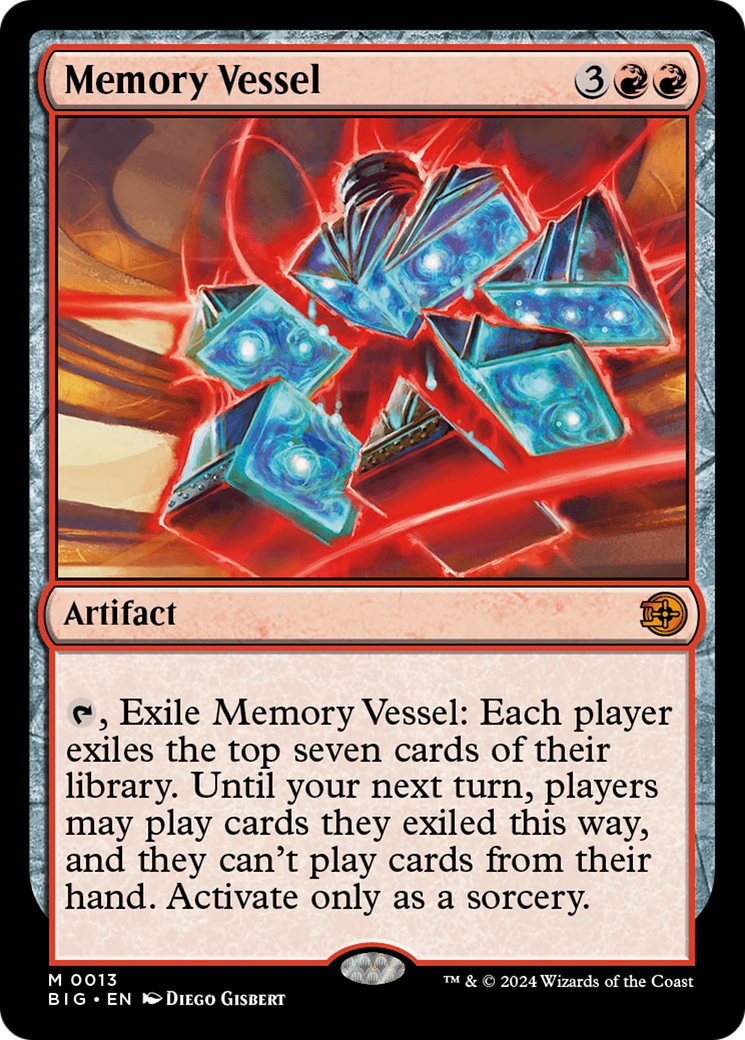 Memory Vessel 3
Artifact
, Exile Memory Vessel: Each player
exiles the top seven cards of their
library. Until your next turn, players
may play cards they exiled this way,
and they can't play cards from their
hand. Activate only as a sorcery.
M 0013
BIG • EN Diego Gisbert
™ & © 2024 Wizards of the Coast